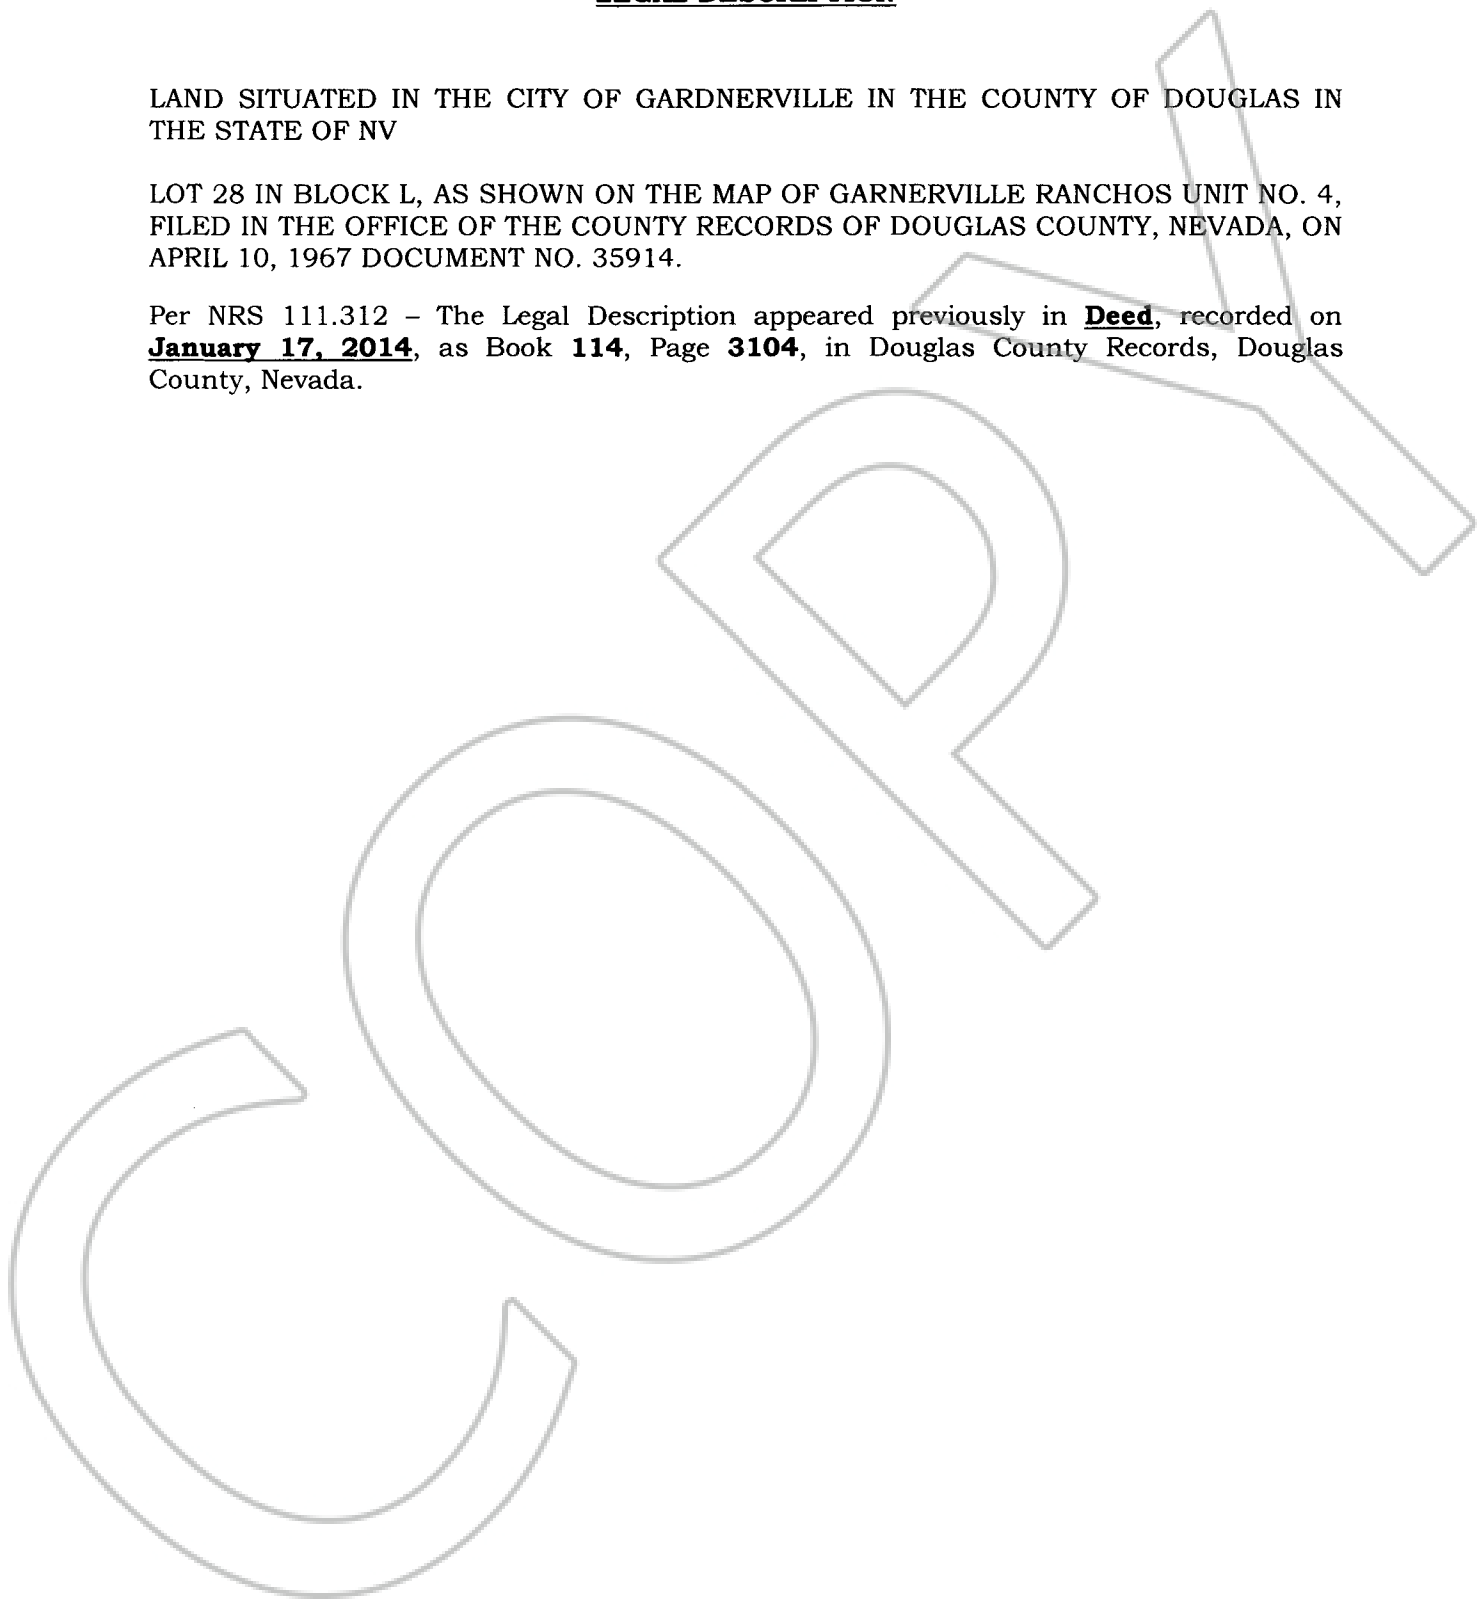 LEGAL DESCRIPTION
LAND SITUATED IN THE CITY OF GARDNERVILLE IN THE COUNTY OF DOUGLAS IN
THE STATE OF NV
LOT 28 IN BLOCK L, AS SHOWN ON THE MAP OF GARNERVILLE RANCHOS UNIT NO. 4,
FILED IN THE OFFICE OF THE COUNTY RECORDS OF DOUGLAS COUNTY, NEVADA, ON
APRIL 10, 1967 DOCUMENT NO. 35914.
Per NRS 111.312 – The Legal Description appeared previously in Deed, recorded on
January 17, 2014, as Book 114, Page 3104, in Douglas County Records, Douglas
County, Nevada.
COPY